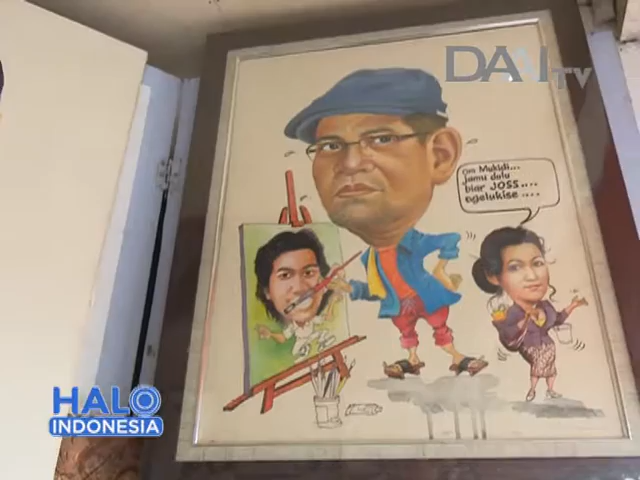 DAAI TV
Om Mukidi...
jamu dulu
biar JOSS....
ngelukise....
HALO
INDONESIA